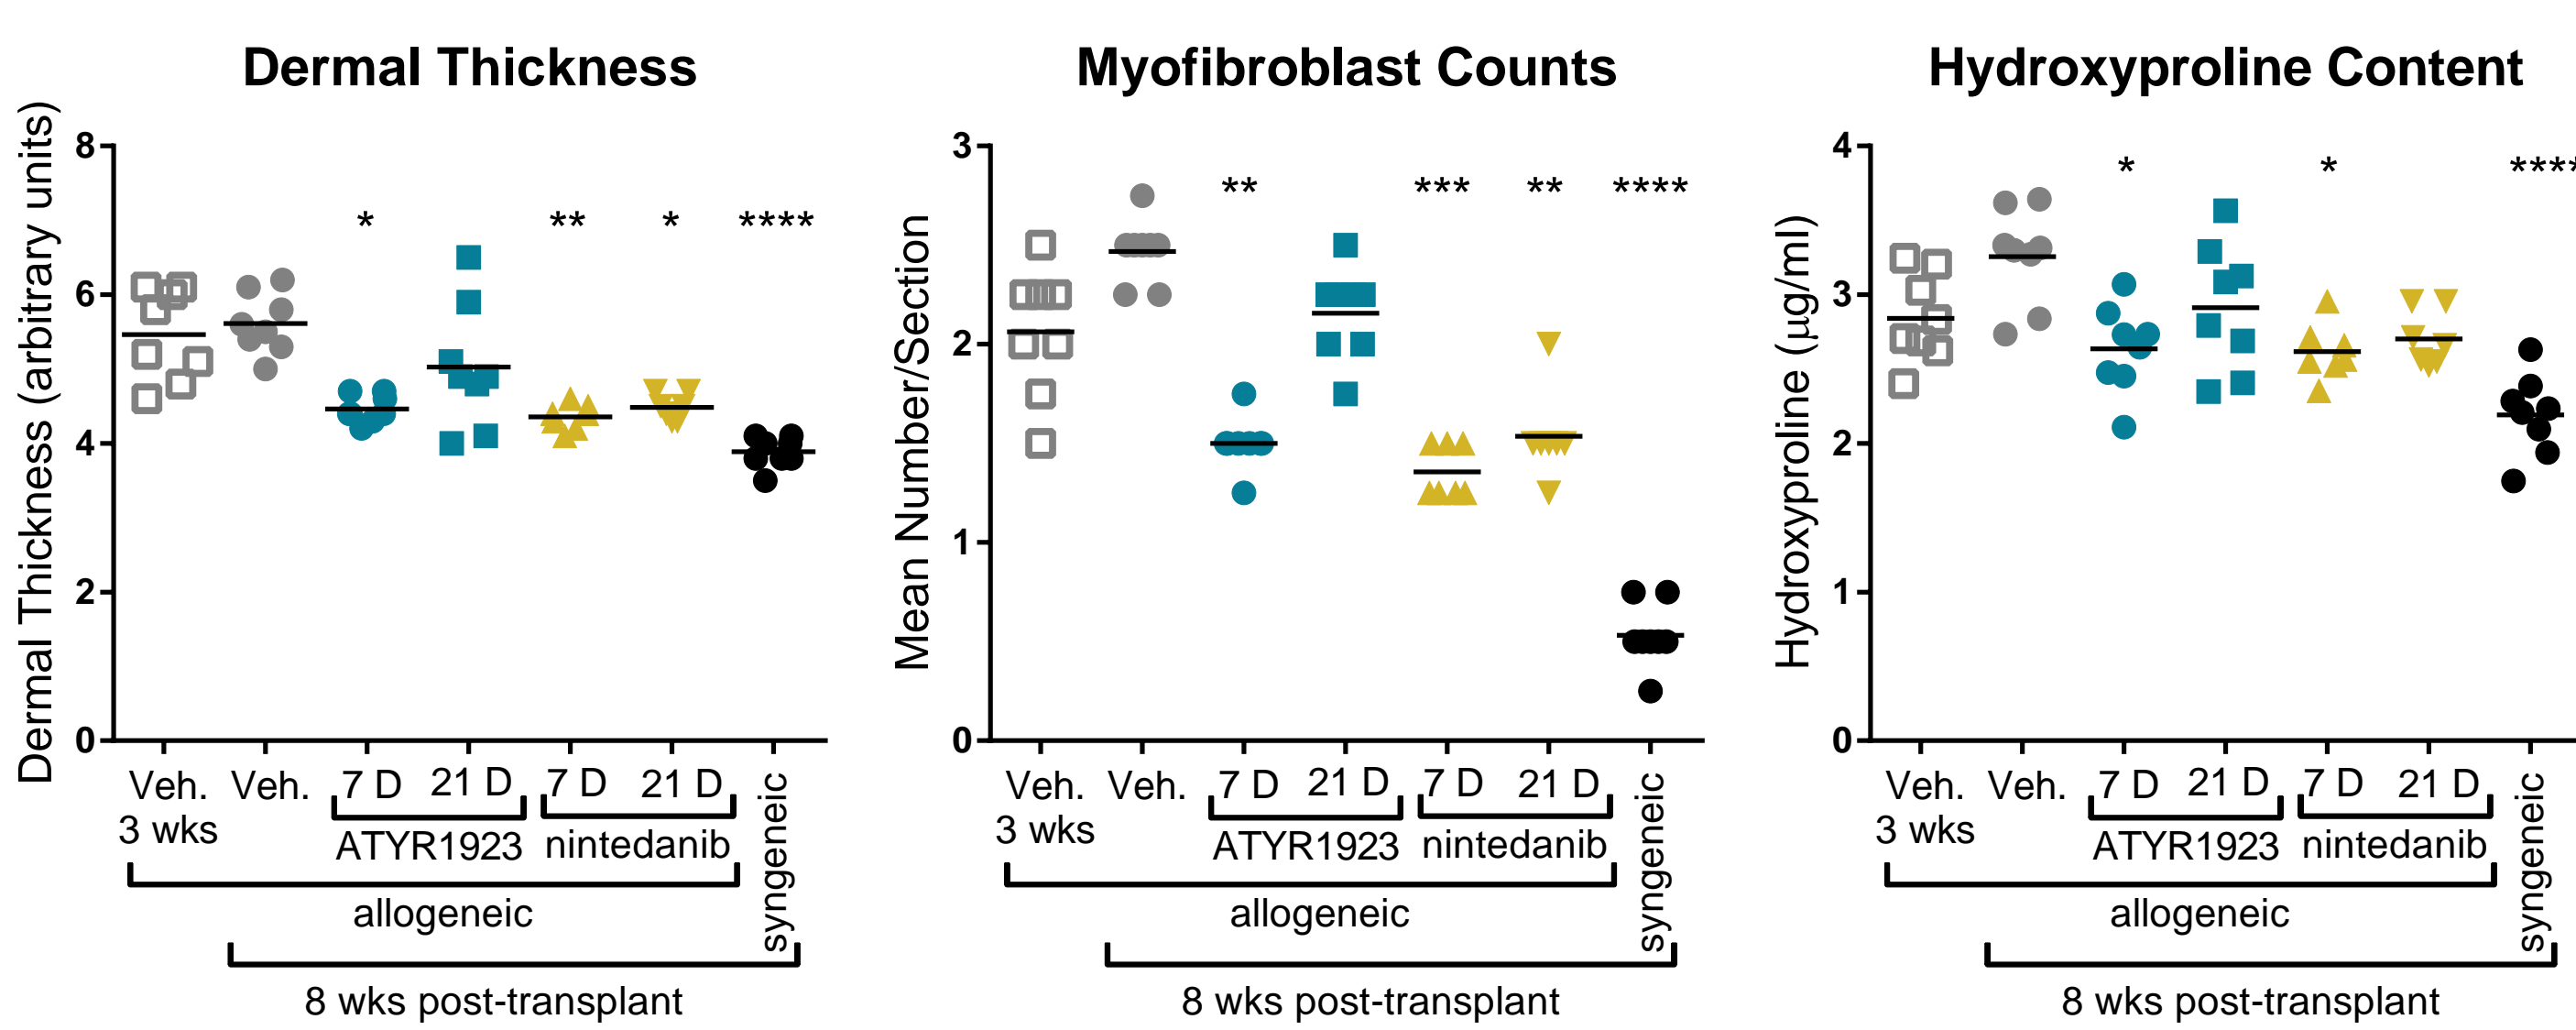 Dermal Thickness
Dermal Thickness (arbitrary units)
8
6
4
2
0
*
**
*
****
Veh.
3 wks
Veh.
7 D
21 D
7 D
21 D
syngeneic
ATYR1923
nintedanib
allogeneic
8 wks post-transplant
Myofibroblast Counts
Mean Number/Section
3
2
1
0
**
***
**
****
Veh.
3 wks
Veh.
7 D
21 D
7 D
21 D
syngeneic
ATYR1923
nintedanib
allogeneic
8 wks post-transplant
Hydroxyproline Content
Hydroxyproline (µg/ml)
4
3
2
1
0
*
*
****
Veh.
3 wks
Veh.
7 D
21 D
7 D
21 D
syngeneic
ATYR1923
nintedanib
allogeneic
8 wks post-transplant